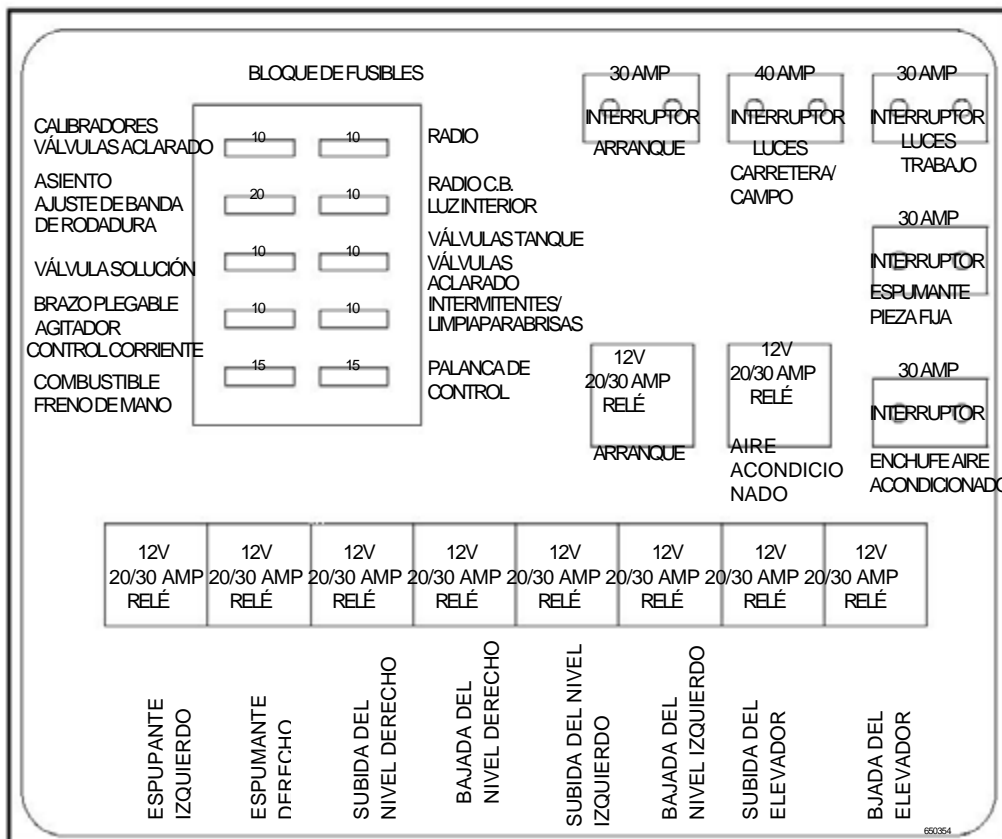 BLOQUE DE FUSIBLES
CALIBRADORES
VÁLVULAS ACLARADO
10
10
RADIO
ASIENTO
AJUSTE DE BANDA
DE RODADURA
20
10
RADIO C.B.
LUZ INTERIOR
VÁLVULA SOLUCIÓN
10
10
VÁLVULAS TANQUE
VÁLVULAS
ACLARADO
BRAZO PLEGABLE
AGITADOR
CONTROL CORRIENTE
10
10
INTERMITENTES/
LIMPIAPARABRISAS
COMBUSTIBLE
FRENO DE MANO
15
15
PALANCA DE
CONTROL
30 AMP
INTERRUPTOR
ARRANQUE
40 AMP
INTERRUPTOR
LUCES
CARRETERA/
CAMPO
30 AMP
INTERRUPTOR
LUCES
TRABAJO
30 AMP
INTERRUPTOR
ESPUMANTE
PIEZA FIJA
12V
20/30 AMP
RELÉ
ARRANQUE
12V
20/30 AMP
RELÉ
AIRE
ACONDICIO
NADO
30 AMP
INTERRUPTOR
ENCHUFE AIRE
ACONDICIONADO
12V
20/30 AMP
RELÉ
12V
20/30 AMP
RELÉ
12V
20/30 AMP
RELÉ
12V
20/30 AMP
RELÉ
12V
20/30 AMP
RELÉ
12V
20/30 AMP
RELÉ
12V
20/30 AMP
RELÉ
12V
20/30 AMP
RELÉ
ESPUPANTE
IZQUIERDO
ESPUMANTE
DERECHO
SUBIDA DEL
NIVEL DERECHO
BAJADA DEL
NIVEL DERECHO
SUBIDA DEL NIVEL
IZQUIERDO
BAJADA DEL
NIVEL IZQUIERDO
SUBIDA DEL
ELEVADOR
BJADA DEL
ELEVADOR
650354